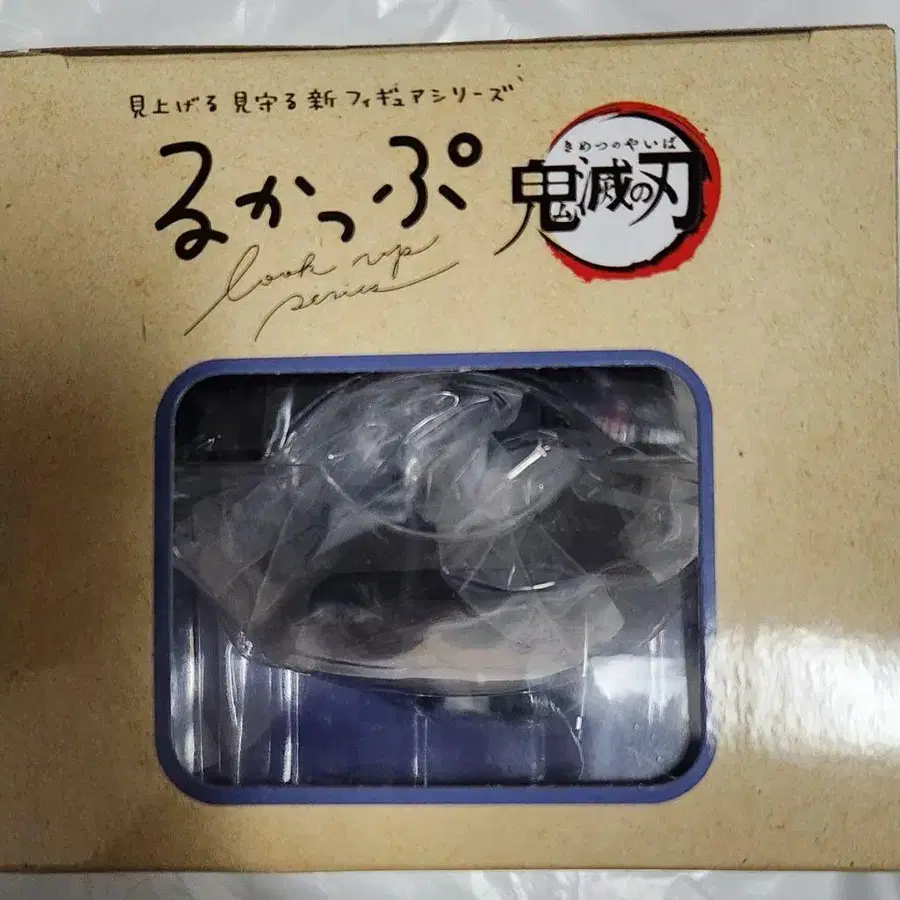 見上げる 見守る 新 フィギュアシリーズ
るかっぷ
look up
series
きめつのやいば
鬼滅の刃